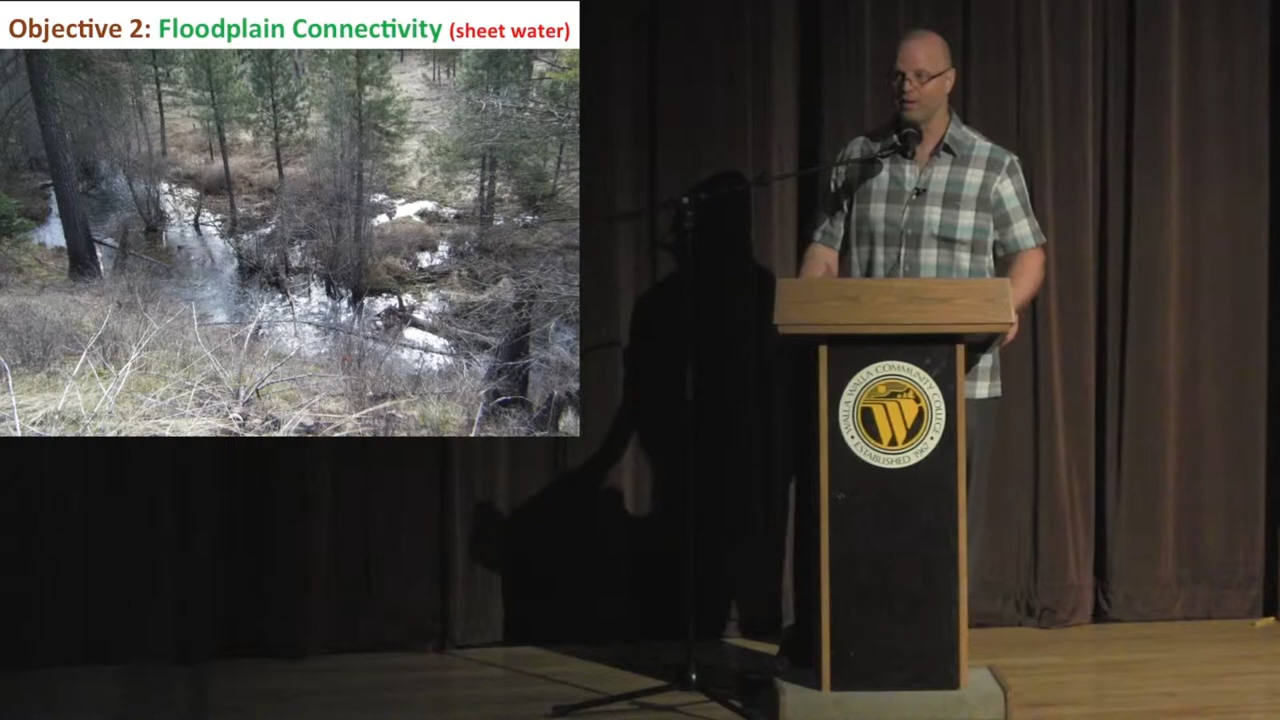 Objective 2: Floodplain Connectivity (sheet water)
WALLA WALLA COMMUNITY COLLEGE
• ESTABLISHED 1967 •